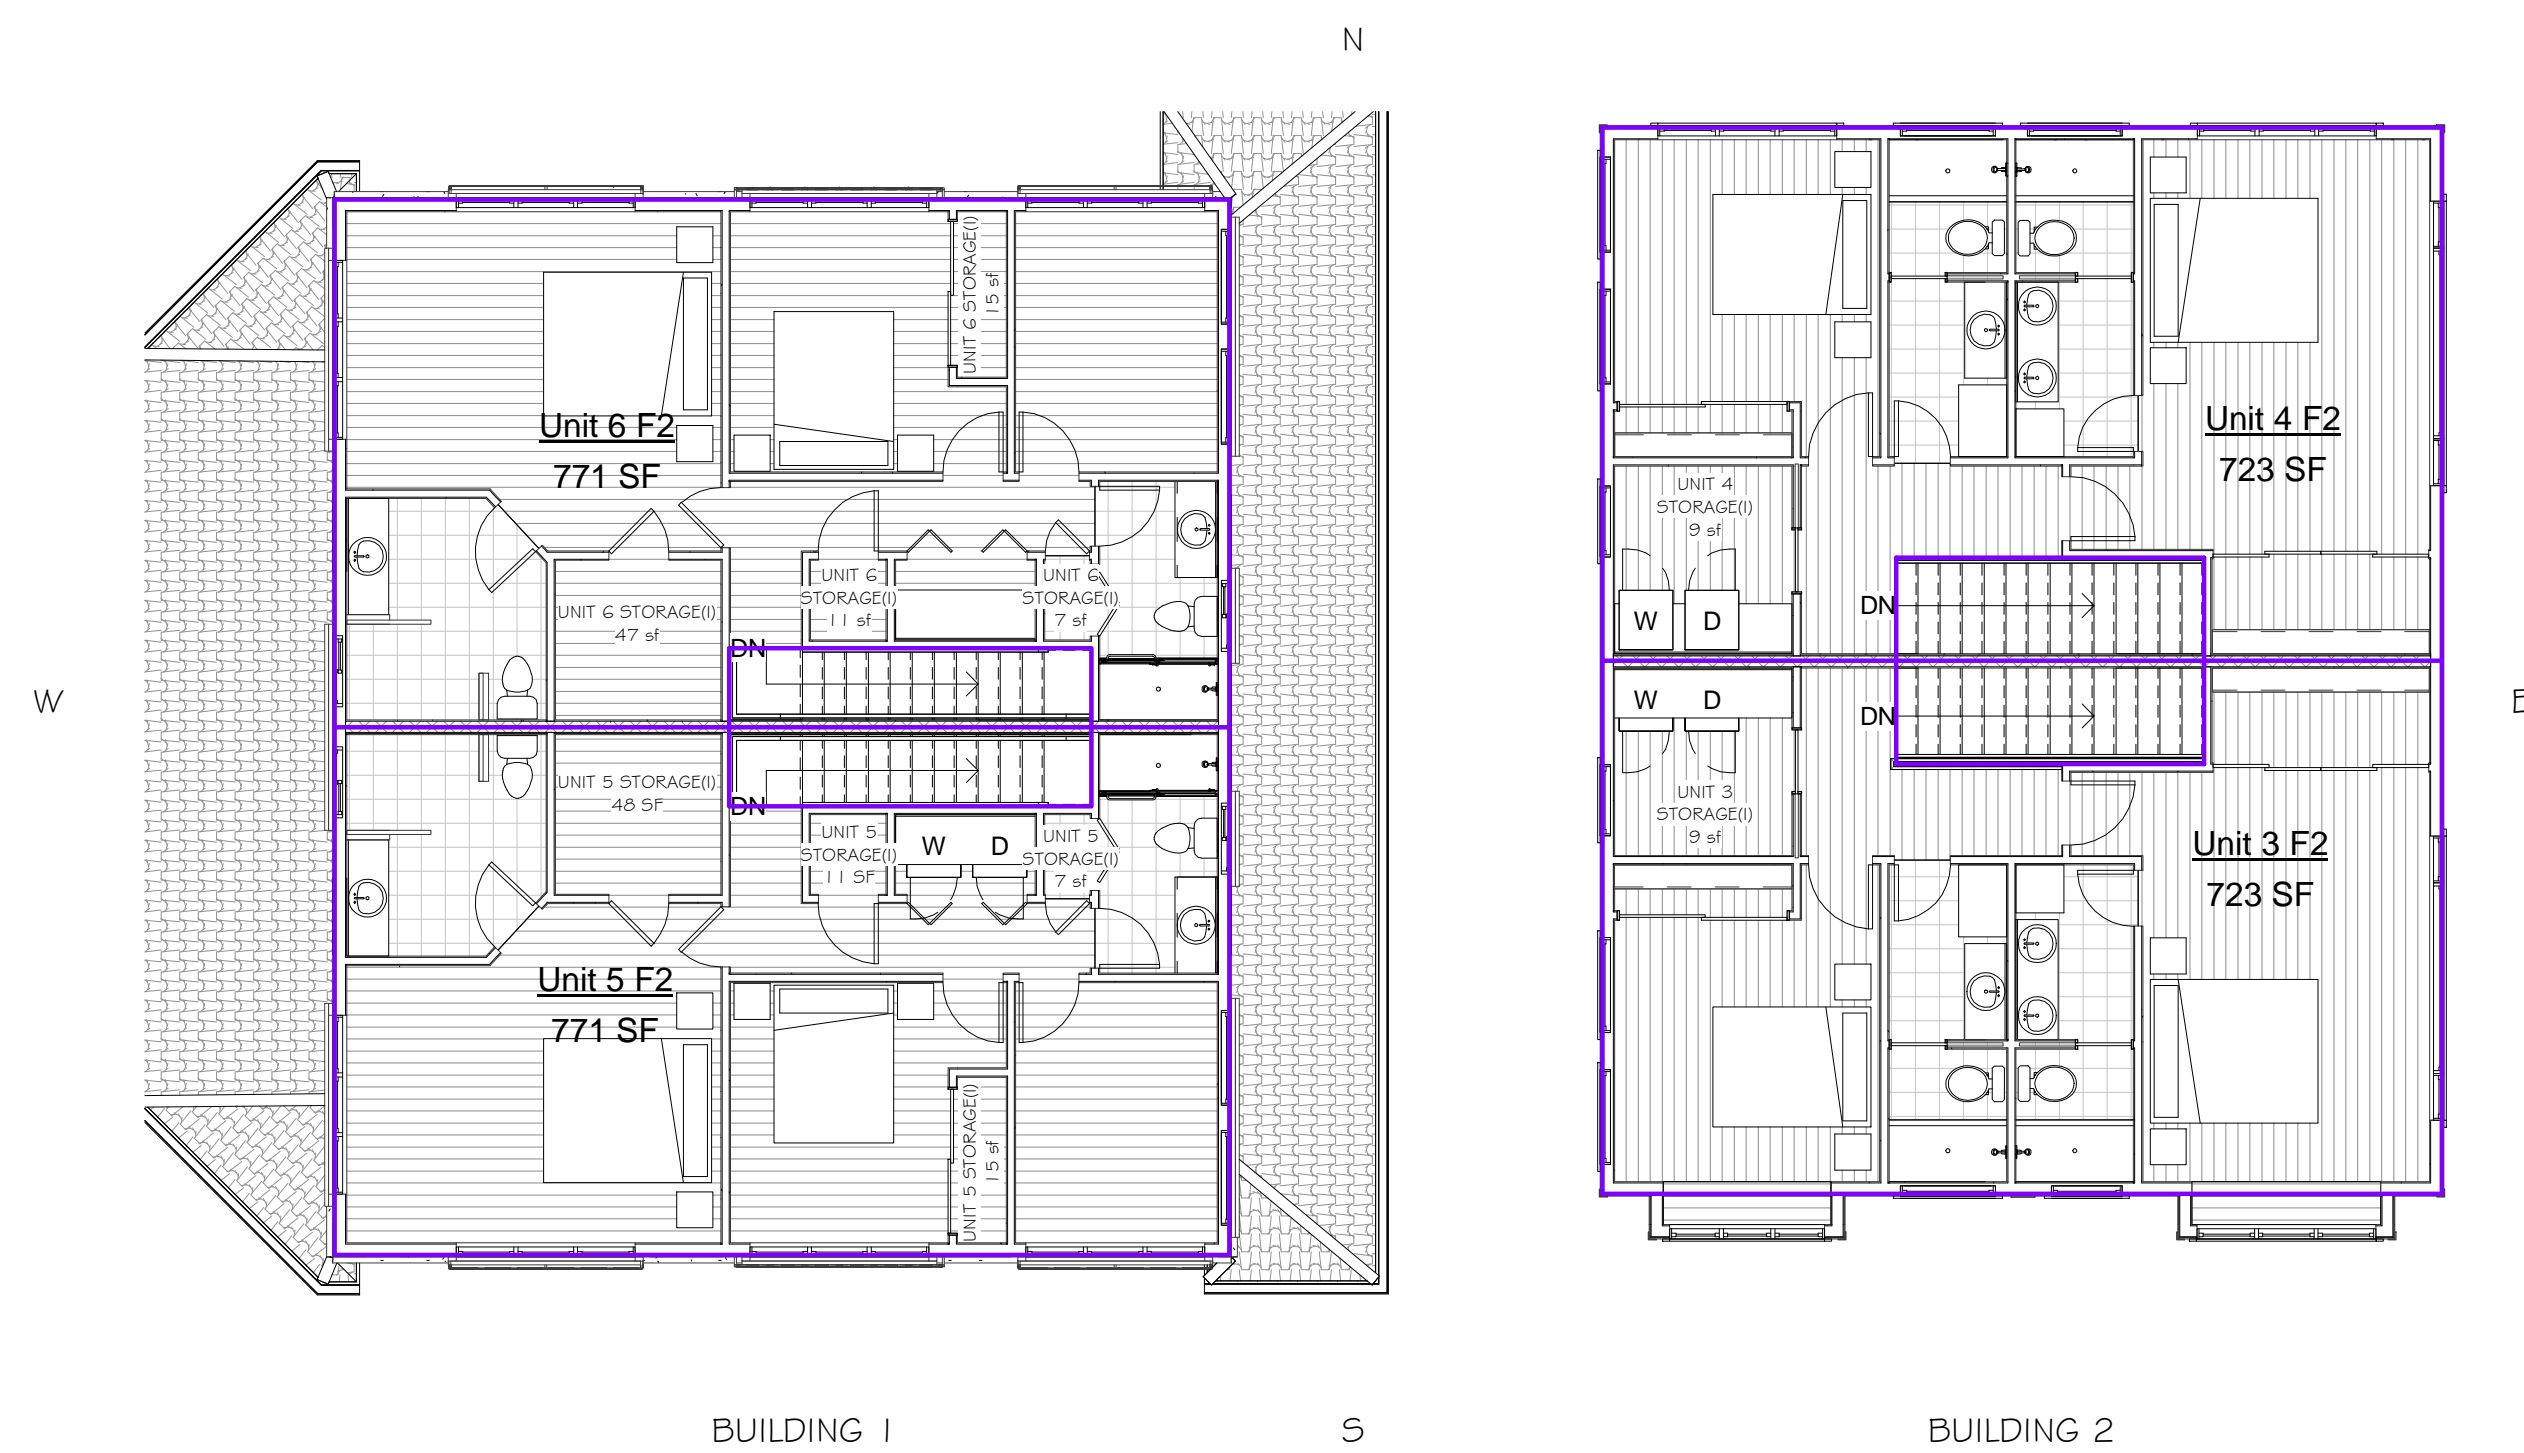 N
UNIT 6 STORAGE(I)
15 sf
Unit 6 F2
771 SF
UNIT 6
STORAGE(I)
11 sf
UNIT 6
STORAGE(I)
7 sf
UNIT 6 STORAGE(I)
47 sf
DN
W
UNIT 5 STORAGE(I)
48 SF
DN
UNIT 5
STORAGE(I)
11 SF
W
D
UNIT 5
STORAGE(I)
7 sf
Unit 5 F2
771 SF
UNIT 5 STORAGE(I)
15 sf
Unit 4 F2
723 SF
UNIT 4
STORAGE(I)
9 sf
W
D
DN
W
D
DN
UNIT 3
STORAGE(I)
9 sf
Unit 3 F2
723 SF
BUILDING 1
S
BUILDING 2